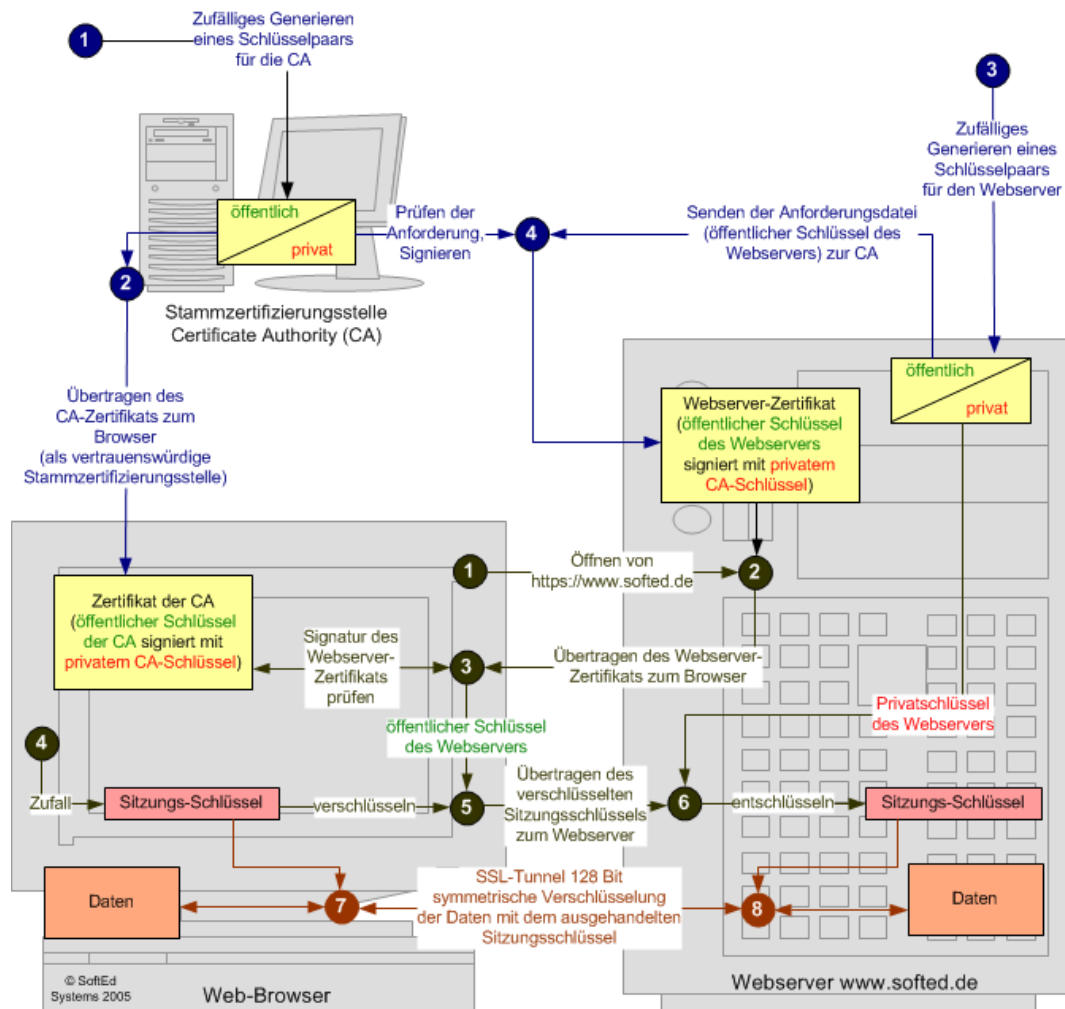 1
Zufälliges Generieren
eines Schlüsselpaars
für die CA
3
Zufälliges
Generieren eines
Schlüsselpaars
für den Webserver
öffentlich
privat
Prüfen der
Anforderung,
Signieren
4
Senden der Anforderungsdatei
(öffentlicher Schlüssel des
Webservers) zur CA
2
Stammzertifizierungsstelle
Certificate Authority (CA)
öffentlich
privat
Übertragen des
CA-Zertifikats zum
Browser
(als vertrauenswürdige
Stammzertifizierungsstelle)
Webserver-Zertifikat
(öffentlicher Schlüssel
des Webservers
signiert mit privatem
CA-Schlüssel)
1
Öffnen von
https://www.softed.de
2
Zertifikat der CA
(öffentlicher Schlüssel
der CA signiert mit
privatem CA-Schlüssel)
Signatur des
Webserver-
Zertifikats
prüfen
3
Übertragen des Webserver-
Zertifikats zum Browser
öffentlicher Schlüssel
des Webservers
Privatschlüssel
des Webservers
4
Zufall
Sitzungs-Schlüssel
verschlüsseln
5
Übertragen des
verschlüsselten
Sitzungsschlüssels
zum Webserver
6
entschlüsseln
Sitzungs-Schlüssel
Daten
7
SSL-Tunnel 128 Bit
symmetrische Verschlüsselung
der Daten mit dem ausgehandelten
Sitzungsschlüssel
8
Daten
© SoftEd
Systems 2005
Web-Browser
Webserver www.softed.de